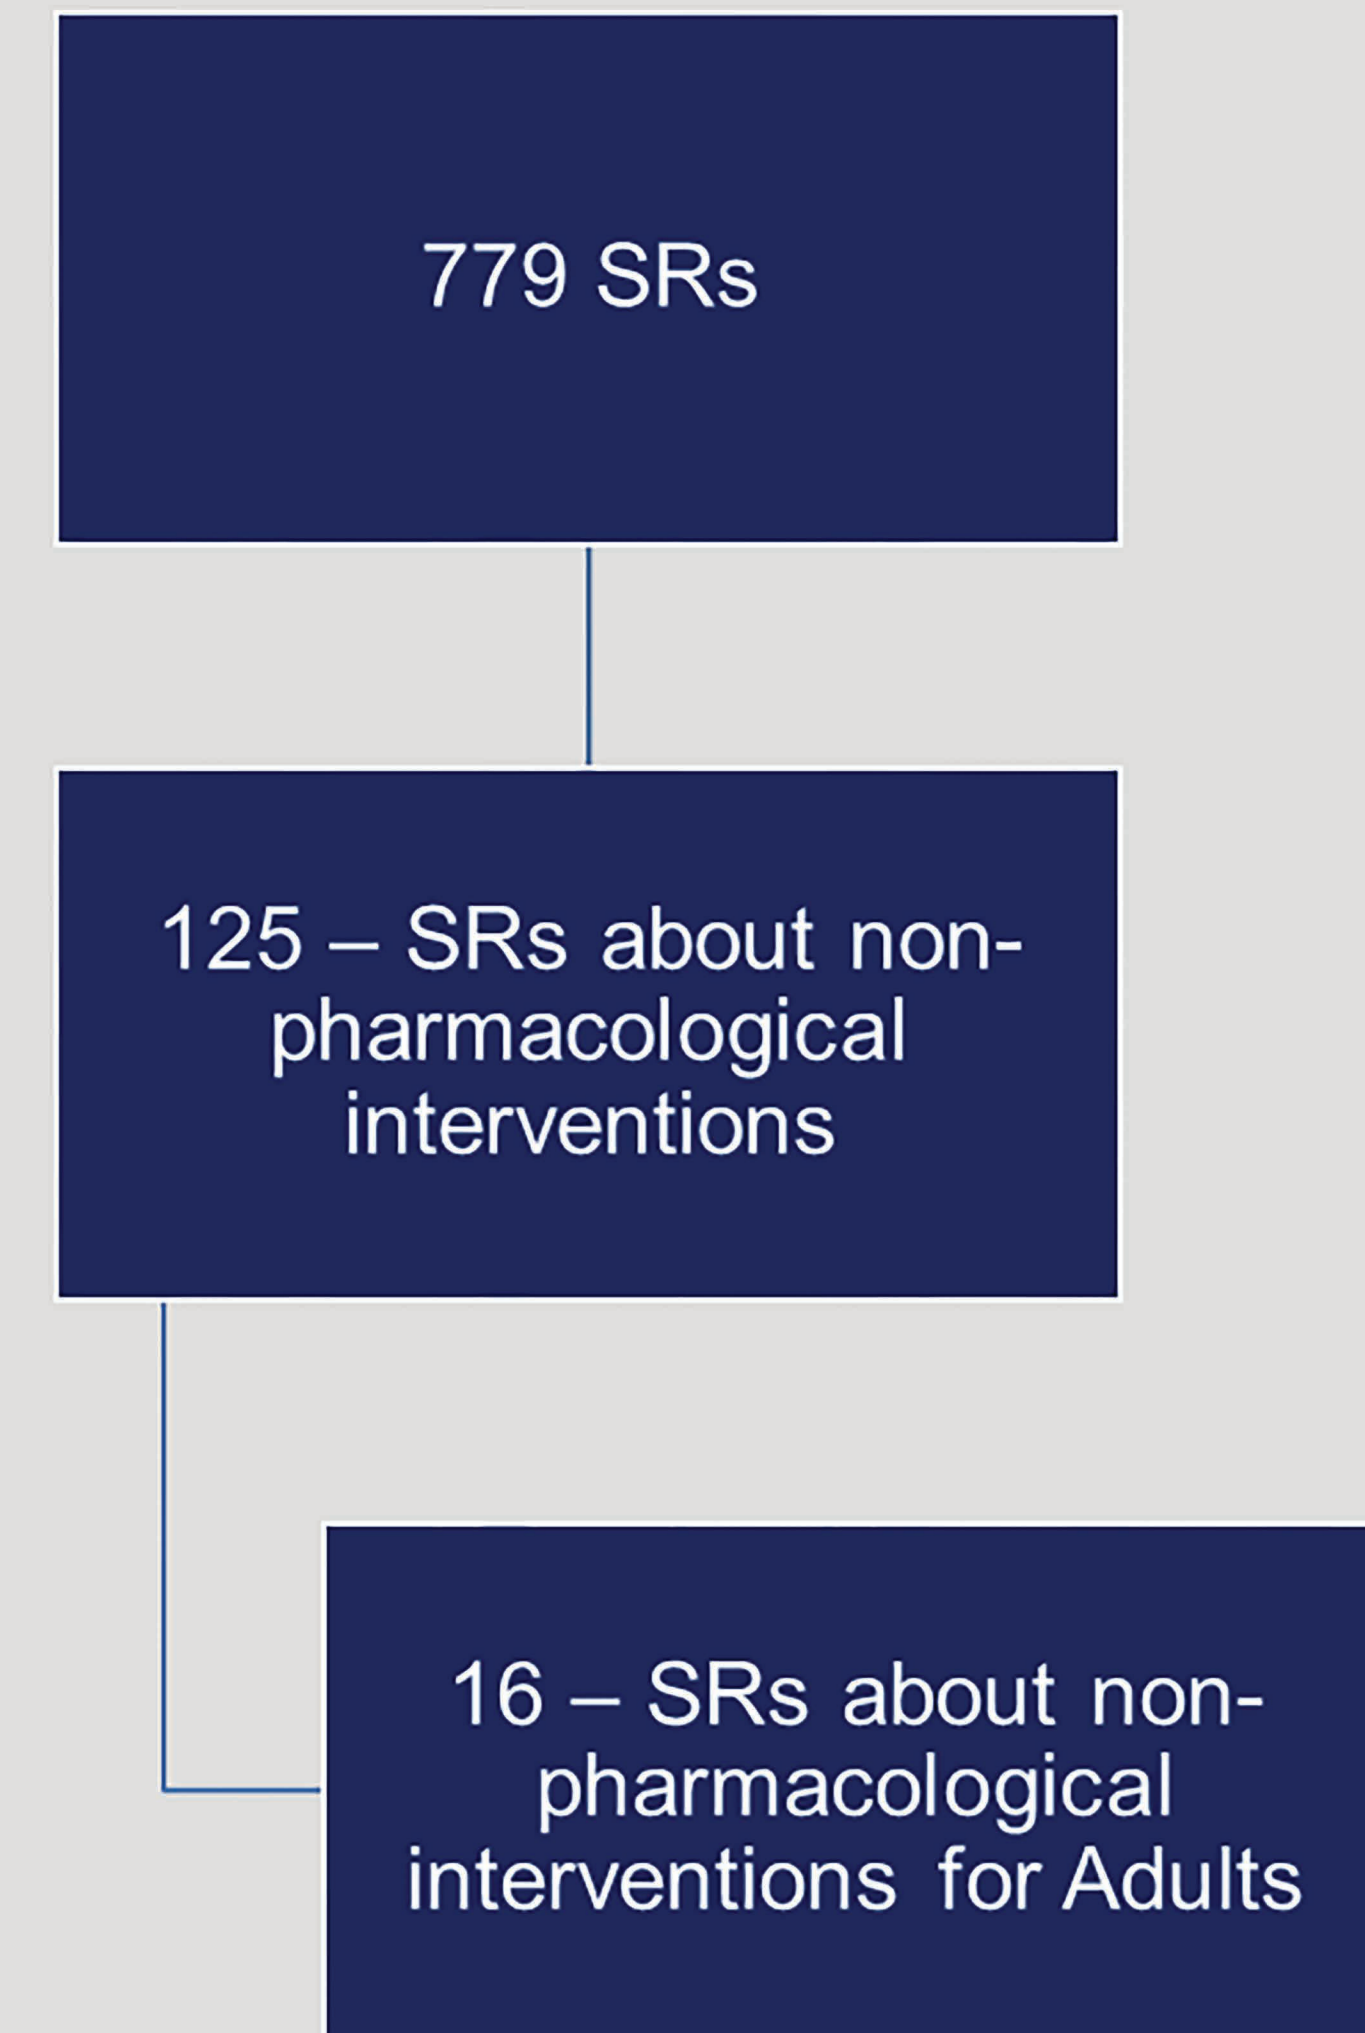 779 SRs
125 – SRs about non-
pharmacological
interventions
16 – SRs about non-
pharmacological
interventions for Adults